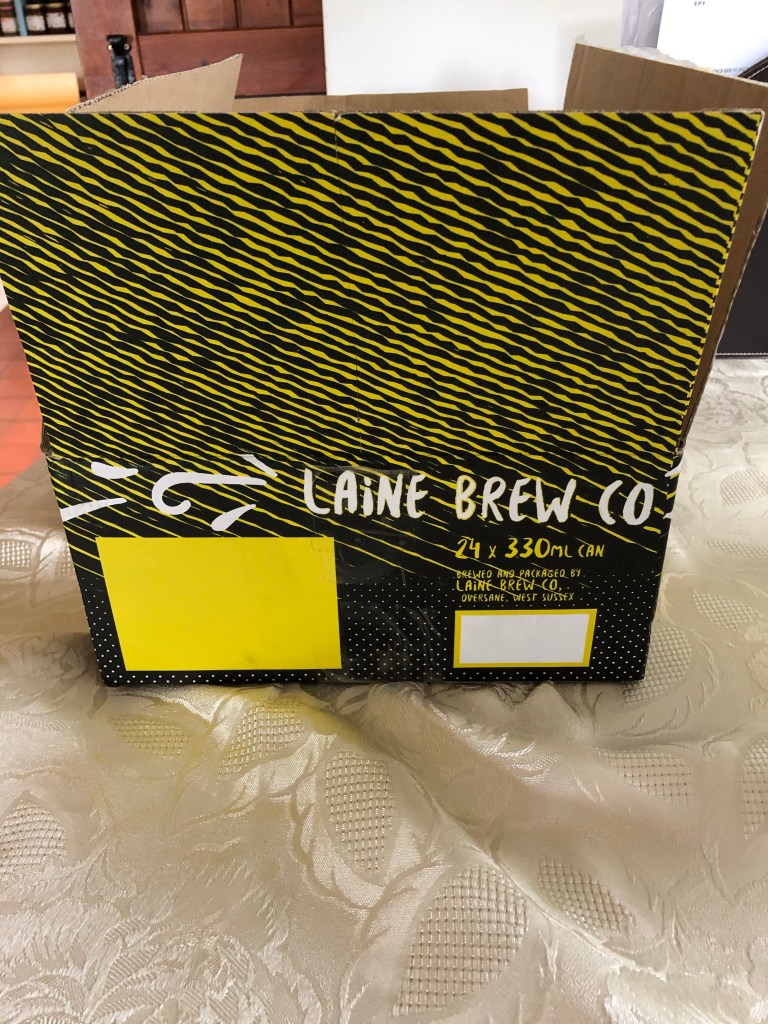 LAiNE BREW CO
24 x 330ML CAN
BREWED AND PACKAGED BY
LAINE BREW CO,
OVERSANE, WEST SUSSEX